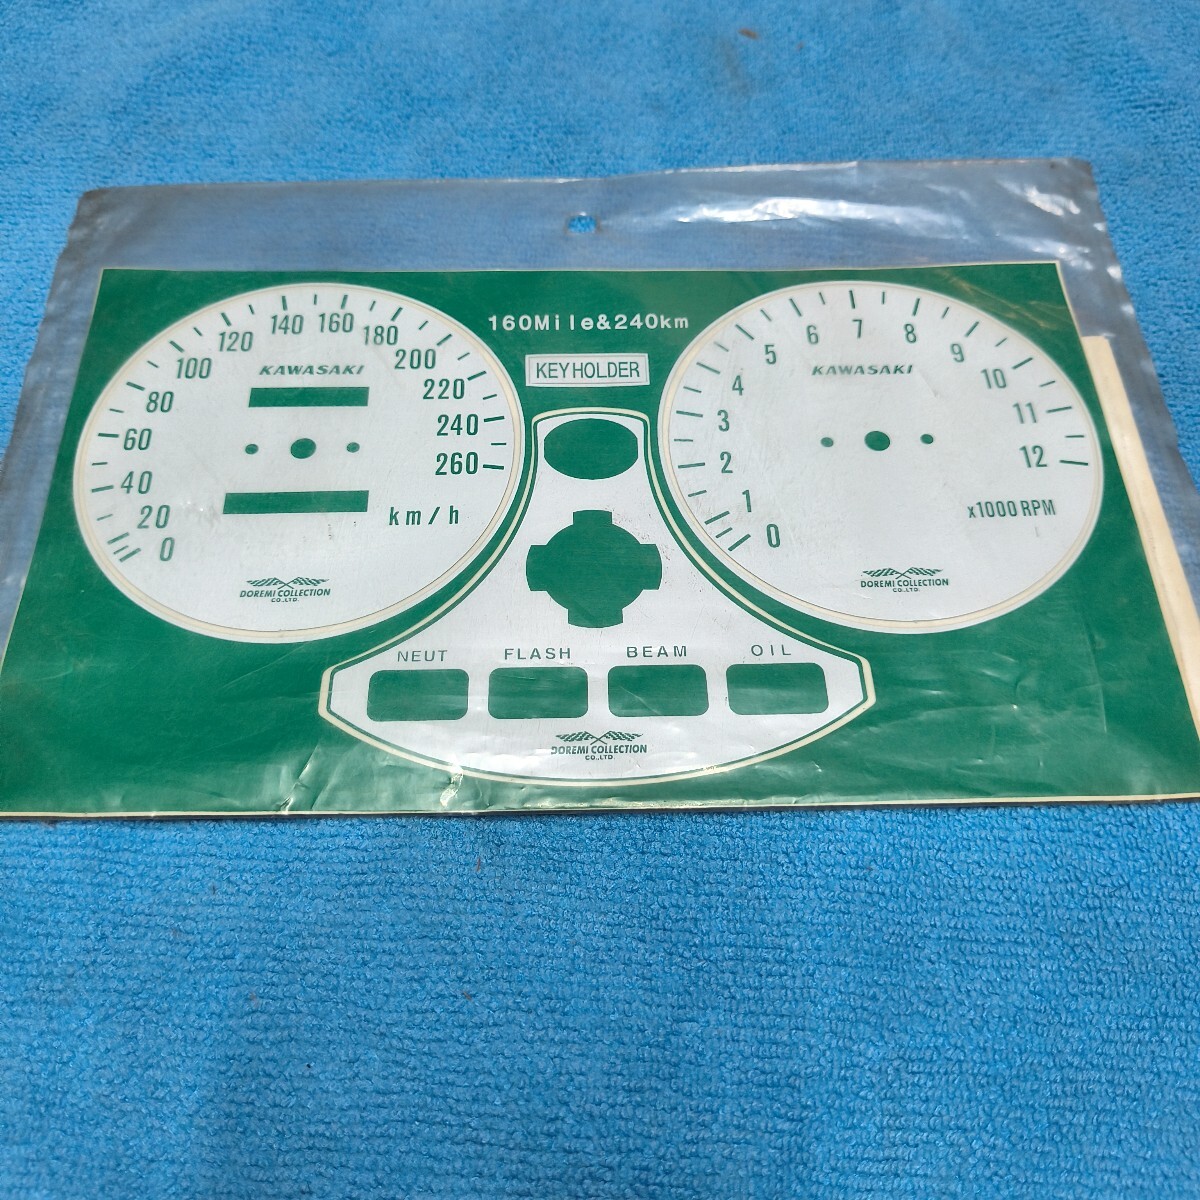 160Mile&240km
KEYHOLDER
0
20
40
60
80
100
120
140
160
180
200
220
240
260
KAWASAKI
km/h
DOREMI COLLECTION
CO.,LTD.
0
1
2
3
4
5
6
7
8
9
10
11
12
KAWASAKI
x1000 RPM
DOREMI COLLECTION
CO.,LTD.
NEUT FLASH BEAM OIL
DOREMI COLLECTION
CO.,LTD.